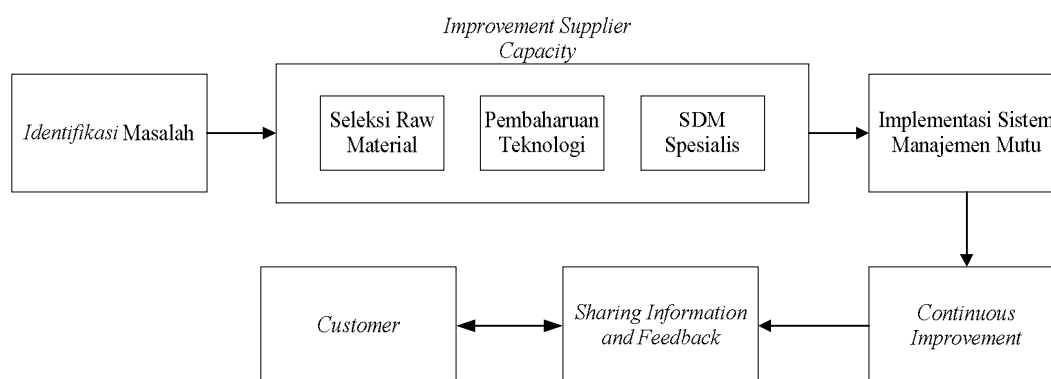 Improvement Supplier
Capacity
Identifikasi Masalah
Seleksi Raw
Material
Pembaharuan
Teknologi
SDM
Spesialis
Implementasi Sistem
Manajemen Mutu
Customer
Sharing Information
and Feedback
Continuous
Improvement